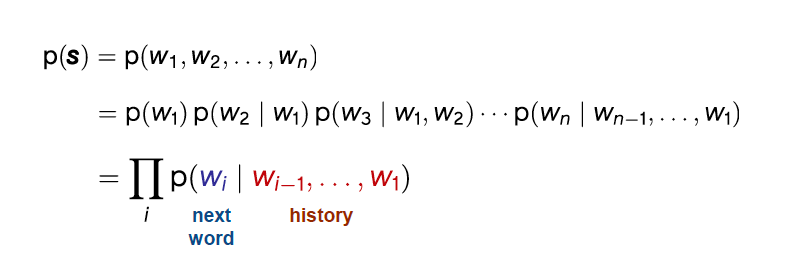 p(s) = p(w₁, w₂, . . . , wₙ)
= p(w₁) p(w₂ | w₁) p(w₃ | w₁, w₂) · · · p(wₙ | wₙ₋₁, . . . , w₁)
= ∏ p(wᵢ | wᵢ₋₁, . . . , w₁)
i next history
word